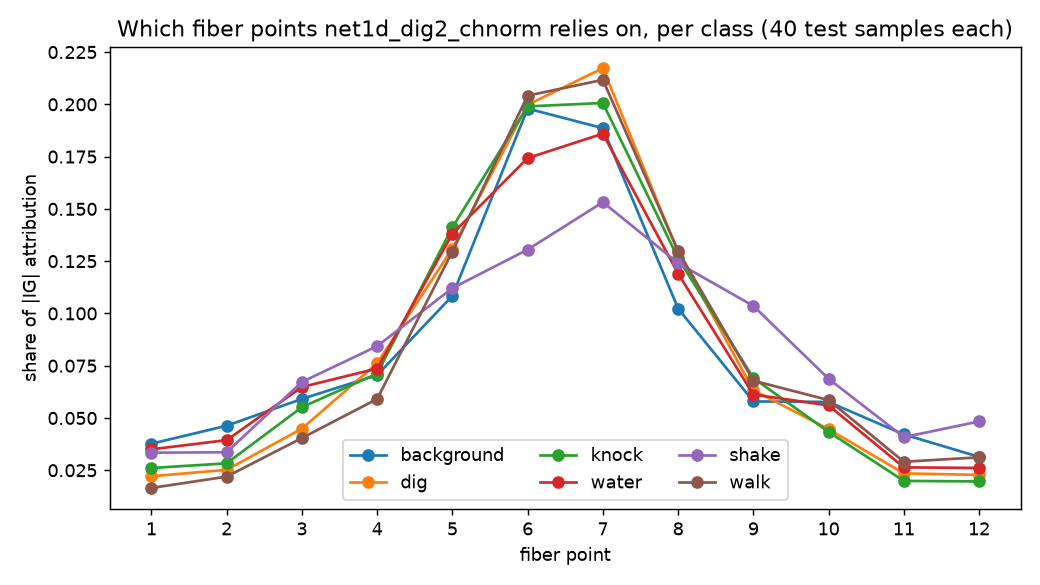 Which fiber points net1d_dig2_chnorm relies on, per class (40 test samples each)
share of |IG| attribution
0.225
0.200
0.175
0.150
0.125
0.100
0.075
0.050
0.025
background knock shake
dig water walk
1 2 3 4 5 6 7 8 9 10 11 12
fiber point